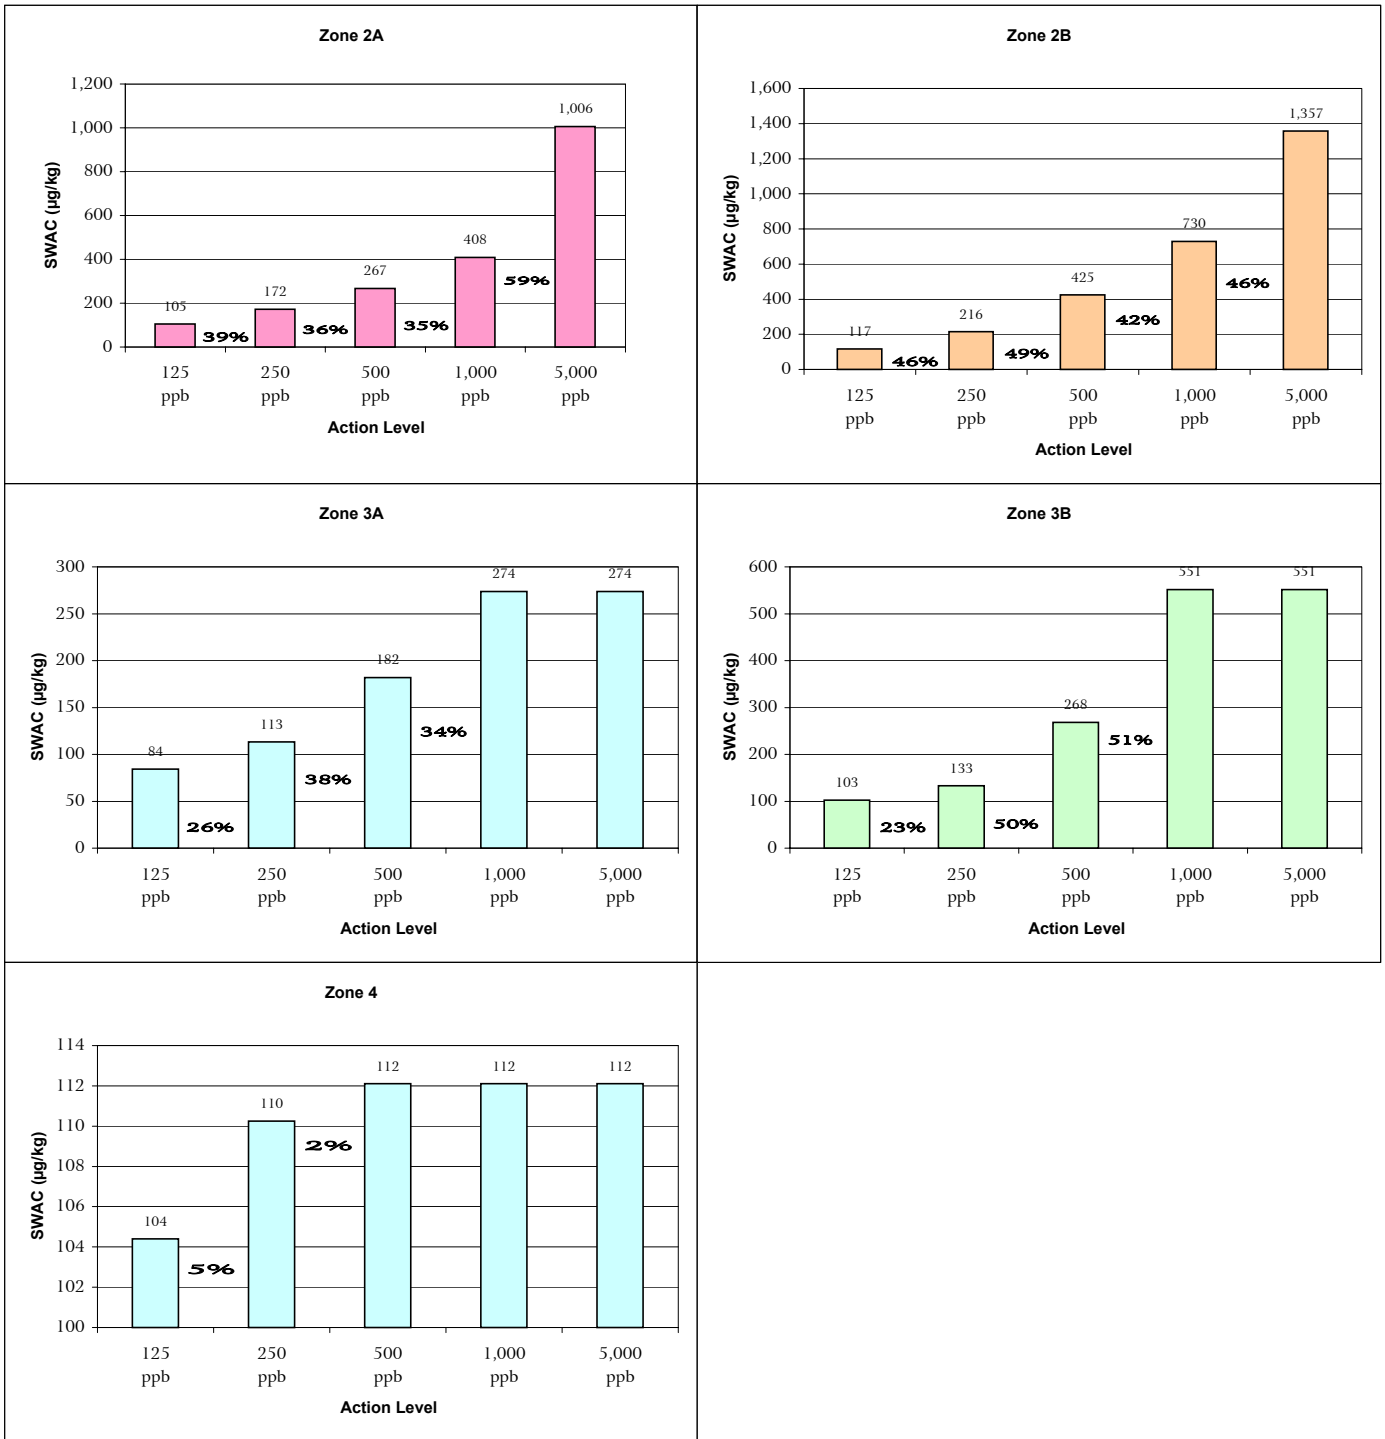 Zone 2A
SWAC (µg/kg)
1,200
1,000
800
600
400
200
0
105
172
267
408
1,006
39%
36%
35%
59%
125 ppb
250 ppb
500 ppb
1,000 ppb
5,000 ppb
Action Level
Zone 2B
SWAC (µg/kg)
1,600
1,400
1,200
1,000
800
600
400
200
0
117
216
425
730
1,357
46%
49%
42%
46%
125 ppb
250 ppb
500 ppb
1,000 ppb
5,000 ppb
Action Level
Zone 3A
SWAC (µg/kg)
300
250
200
150
100
50
0
84
113
182
274
274
26%
38%
34%
125 ppb
250 ppb
500 ppb
1,000 ppb
5,000 ppb
Action Level
Zone 3B
SWAC (µg/kg)
600
500
400
300
200
100
0
103
133
268
551
551
23%
50%
51%
125 ppb
250 ppb
500 ppb
1,000 ppb
5,000 ppb
Action Level
Zone 4
SWAC (µg/kg)
114
112
110
108
106
104
102
100
104
110
112
112
112
5%
2%
125 ppb
250 ppb
500 ppb
1,000 ppb
5,000 ppb
Action Level